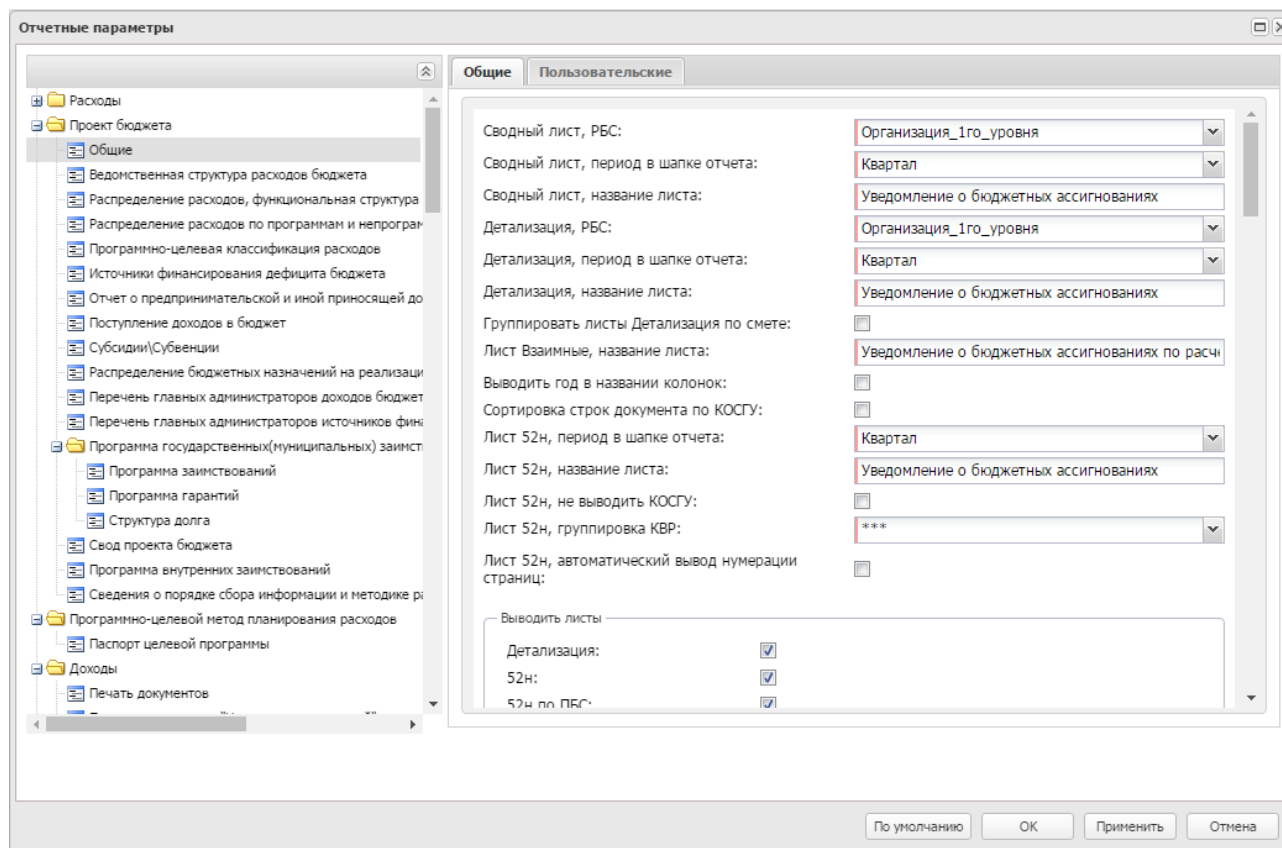 Отчетные параметры
Расходы
Проект бюджета
Общие
Ведомственная структура расходов бюджета
Распределение расходов, функциональная структура
Распределение расходов по программам и непрограм
Программно-целевая классификация расходов
Источники финансирования дефицита бюджета
Отчет о предпринимательской и иной приносящей до
Поступление доходов в бюджет
Субсидии\Субвенции
Распределение бюджетных назначений на реализаци
Перечень главных администраторов доходов бюджет
Перечень главных администраторов источников фина
Программа государственных(муниципальных) заимст
Программа заимствований
Программа гарантий
Структура долга
Свод проекта бюджета
Программа внутренних заимствований
Сведения о порядке сбора информации и методике ра
Программно-целевой метод планирования расходов
Паспорт целевой программы
Доходы
Печать документов
Общие Пользовательские
Сводный лист, РБС: Организация_1го_уровня
Сводный лист, период в шапке отчета: Квартал
Сводный лист, название листа: Уведомление о бюджетных ассигнованиях
Детализация, РБС: Организация_1го_уровня
Детализация, период в шапке отчета: Квартал
Детализация, название листа: Уведомление о бюджетных ассигнованиях
Группировать листы Детализация по смете:
Лист Взаимные, название листа: Уведомление о бюджетных ассигнованиях по расче
Выводить год в названии колонок:
Сортировка строк документа по КОСГУ:
Лист 52н, период в шапке отчета: Квартал
Лист 52н, название листа: Уведомление о бюджетных ассигнованиях
Лист 52н, не выводить КОСГУ:
Лист 52н, группировка КВР: ***
Лист 52н, автоматический вывод нумерации
страниц:
Выводить листы
Детализация:
52н:
52н по ПБС:
По умолчанию ОК Применить Отмена